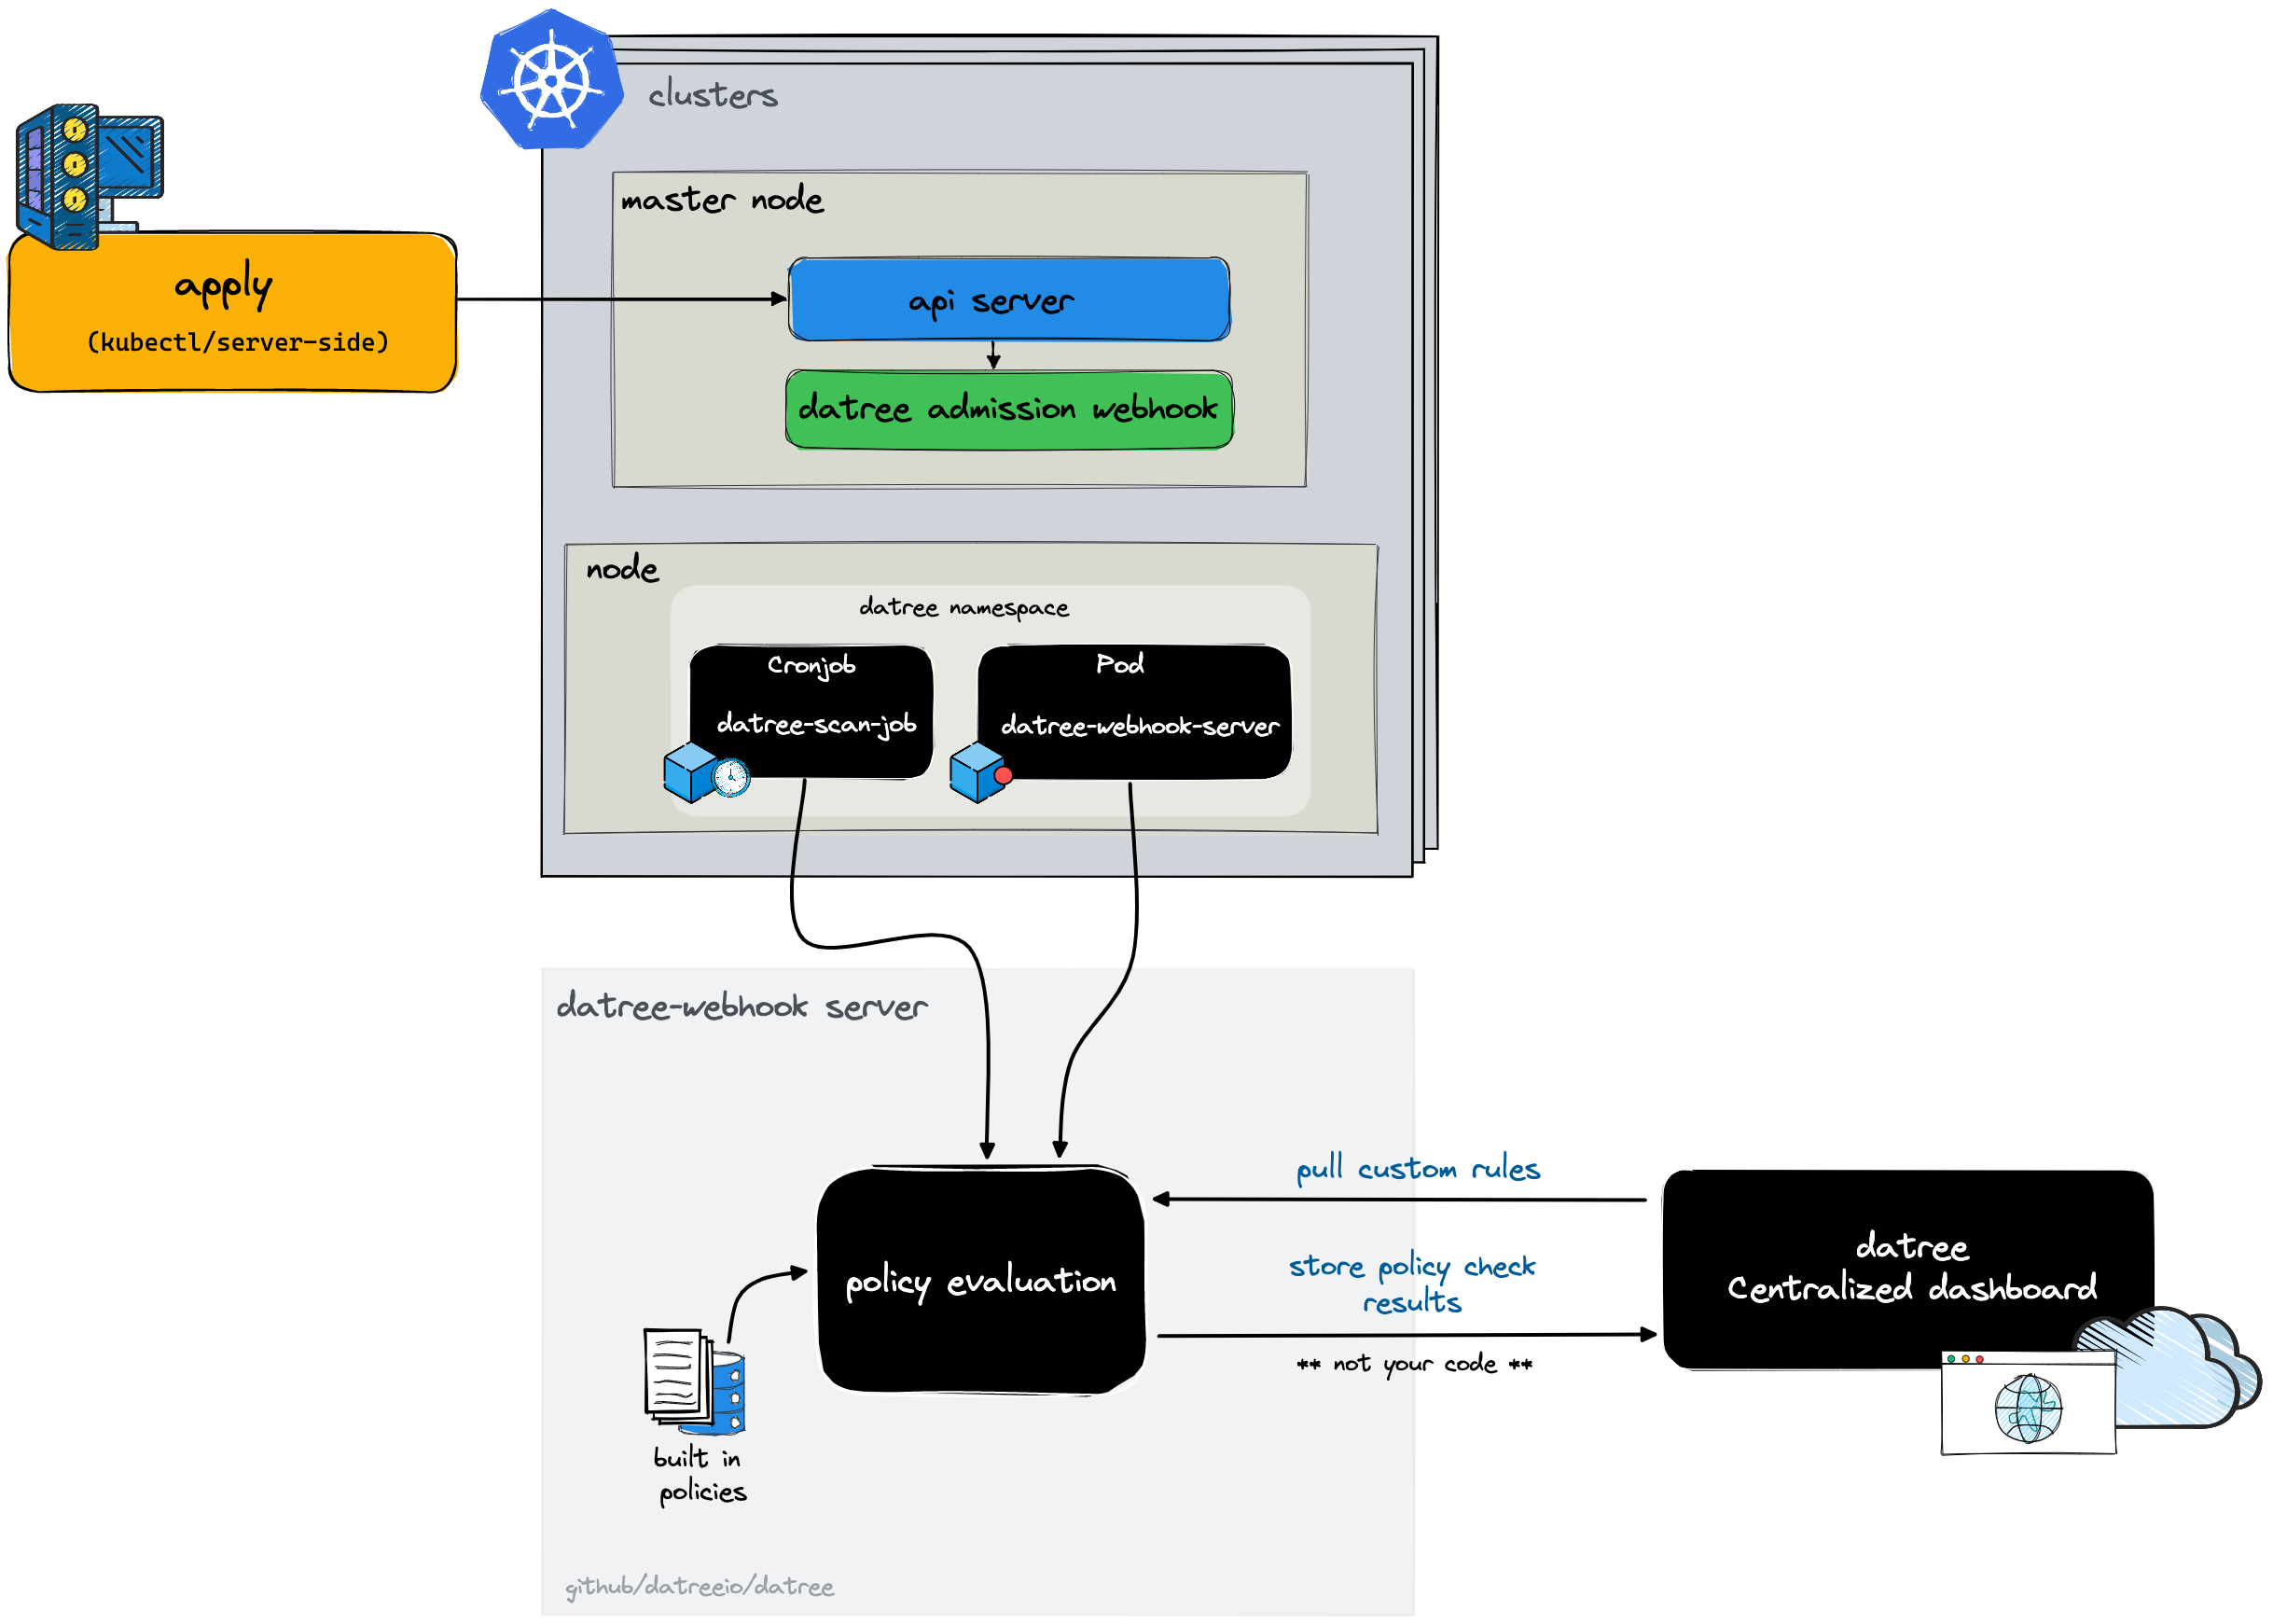 clusters
master node
apply
(kubectl/server-side)
api server
datree admission webhook
node
datree namespace
Cronjob
datree-scan-job
Pod
datree-webhook-server
datree-webhook server
pull custom rules
store policy check
results
** not your code **
policy evaluation
datree
Centralized dashboard
built in
policies
github/datreeio/datree